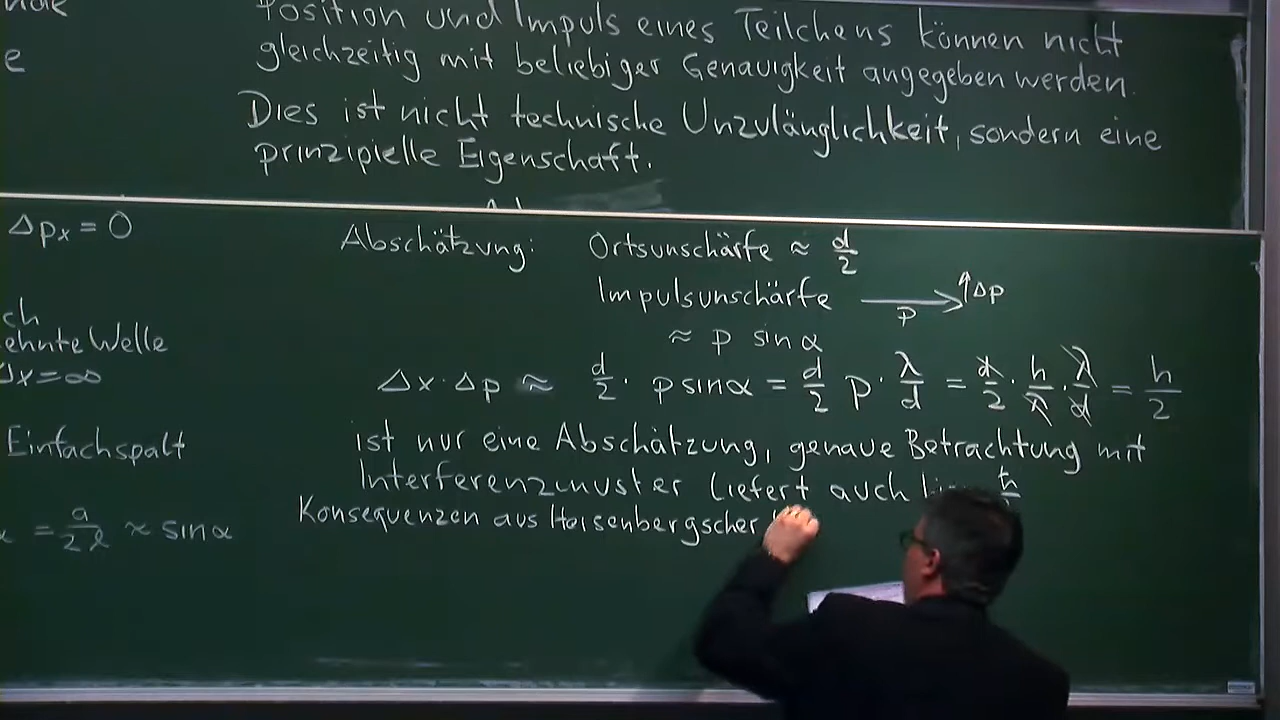 e
Position und Impuls eines Teilchens können nicht
gleichzeitig mit beliebiger Genauigkeit angegeben werden.
Dies ist nicht technische Unzulänglichkeit, sondern eine
prinzipielle Eigenschaft.
Δpx = 0
ch
ehnte Welle
Δx = ∞
Einfachspalt
= a/2l ≈ sin α
Abschätzung: Ortsunschärfe ≈ d/2
Impulsunschärfe p Δp
≈ p sin α
Δx · Δp ≈ d/2 · p sin α = d/2 p · λ/d = d/2 · h/λ · λ/d = h/2
ist nur eine Abschätzung, genaue Betrachtung mit
Interferenzmuster liefert auch hier
Konsequenzen aus Heisenbergscher